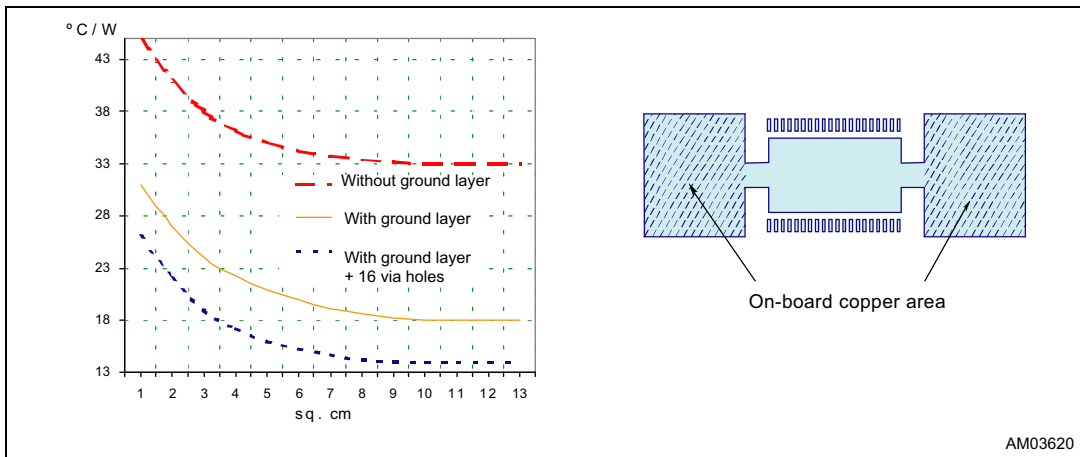 º C / W
43
38
33
28
23
18
13
1 2 3 4 5 6 7 8 9 10 11 12 13
sq . cm
Without ground layer
With ground layer
With ground layer
+ 16 via holes
On-board copper area
AM03620